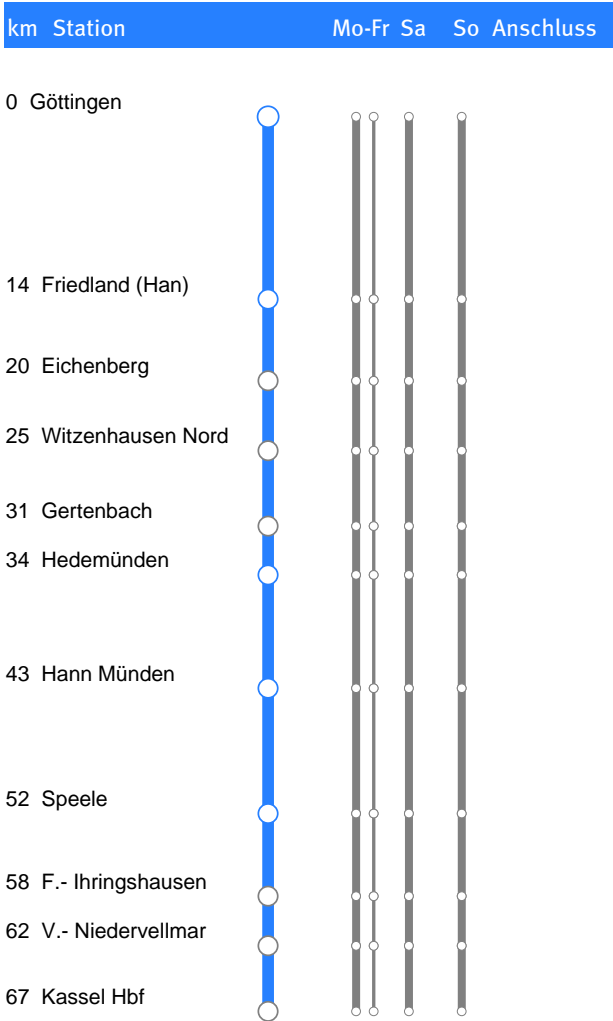 km Station Mo-Fr Sa So Anschluss
0 Göttingen
14 Friedland (Han)
20 Eichenberg
25 Witzenhausen Nord
31 Gertenbach
34 Hedemünden
43 Hann Münden
52 Speele
58 F.- Ihringshausen
62 V.- Niedervellmar
67 Kassel Hbf